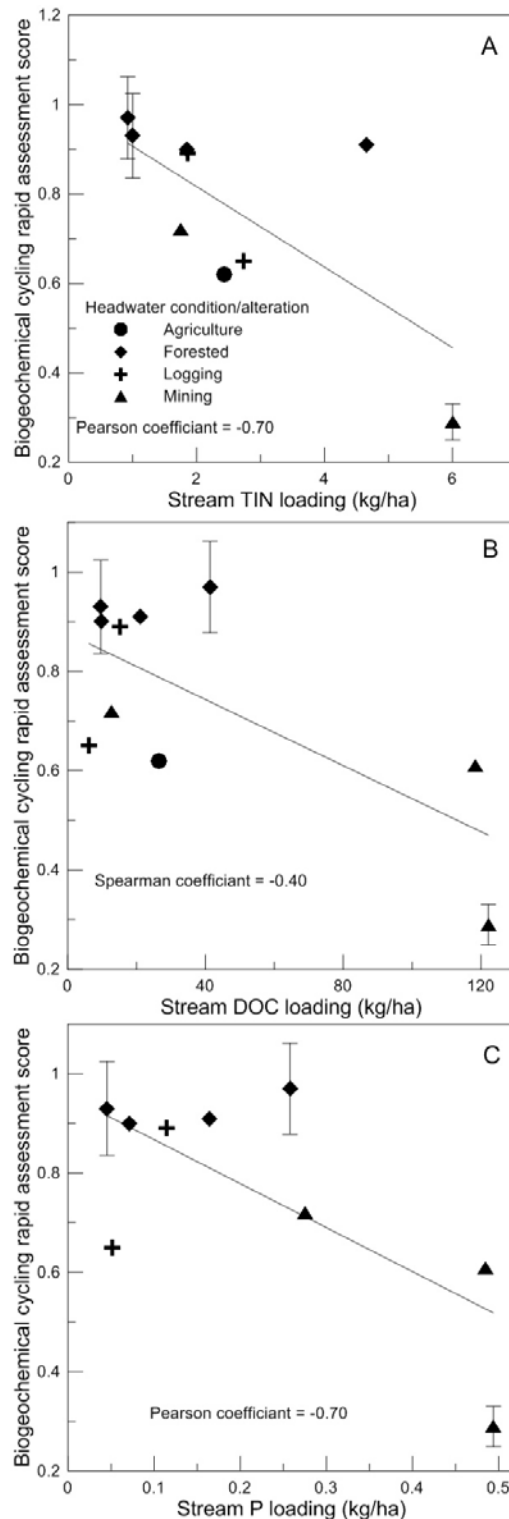 A
1.2
1
0.8
0.6
0.4
0.2
Biogeochemical cycling rapid assessment score
Headwater condition/alteration
Agriculture
Forested
Logging
Mining
Pearson coefficiant = -0.70
0 2 4 6
Stream TIN loading (kg/ha)
B
1
0.8
0.6
0.4
0.2
Biogeochemical cycling rapid assessment score
Spearman coefficiant = -0.40
0 40 80 120
Stream DOC loading (kg/ha)
C
1
0.8
0.6
0.4
0.2
Biogeochemical cycling rapid assessment score
Pearson coefficiant = -0.70
0 0.1 0.2 0.3 0.4 0.5
Stream P loading (kg/ha)